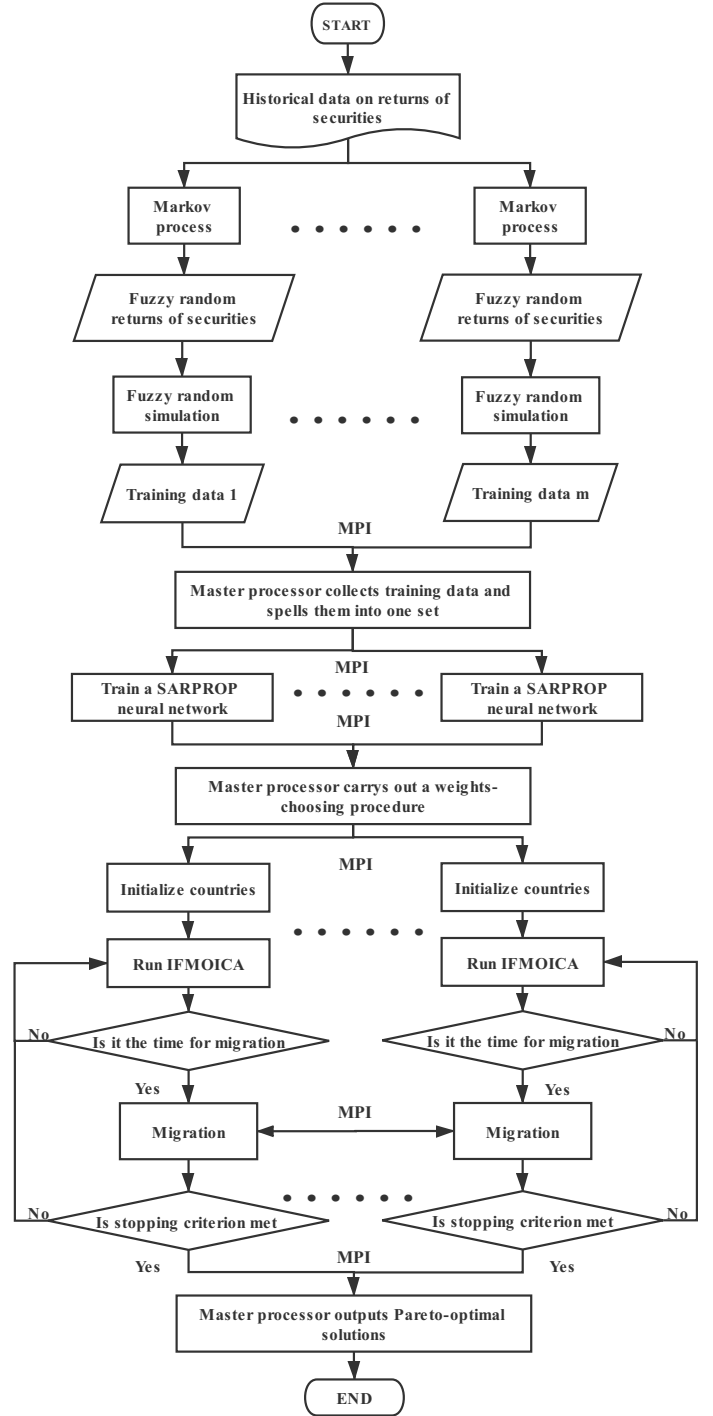 START
Historical data on returns of
securities
Markov
process
Markov
process
Fuzzy random
returns of securities
Fuzzy random
returns of securities
Fuzzy random
simulation
Fuzzy random
simulation
Training data 1
Training data m
MPI
Master processor collects training data and
spells them into one set
MPI
Train a SARPROP
neural network
Train a SARPROP
neural network
MPI
Master processor carrys out a weights-
choosing procedure
MPI
Initialize countries
Initialize countries
Run IFMOICA
Run IFMOICA
No
Is it the time for migration
Is it the time for migration
No
Yes
Yes
Migration
MPI
Migration
No
Is stopping criterion met
Is stopping criterion met
No
Yes
MPI
Yes
Master processor outputs Pareto-optimal
solutions
END